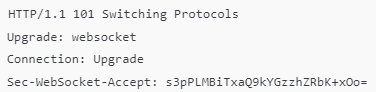 HTTP/1.1 101 Switching Protocols
Upgrade: websocket
Connection: Upgrade
Sec-WebSocket-Accept: s3pPLMBiTxaQ9kYGzzhZRbK+xOo=